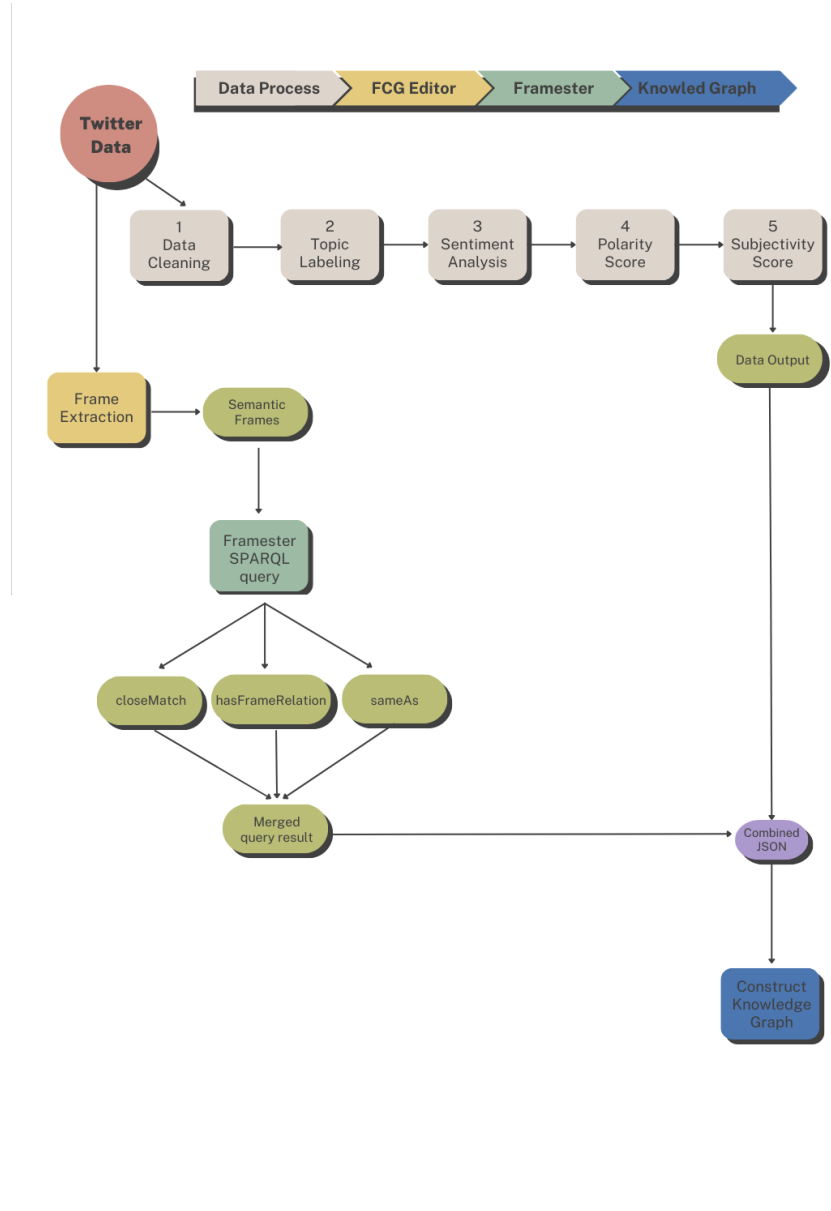 Data Process
FCG Editor
Framester
Knowled Graph
Twitter
Data
1
Data
Cleaning
2
Topic
Labeling
3
Sentiment
Analysis
4
Polarity
Score
5
Subjectivity
Score
Data Output
Frame
Extraction
Semantic
Frames
Framester
SPARQL
query
closeMatch
hasFrameRelation
sameAs
Merged
query result
Combined
JSON
Construct
Knowledge
Graph